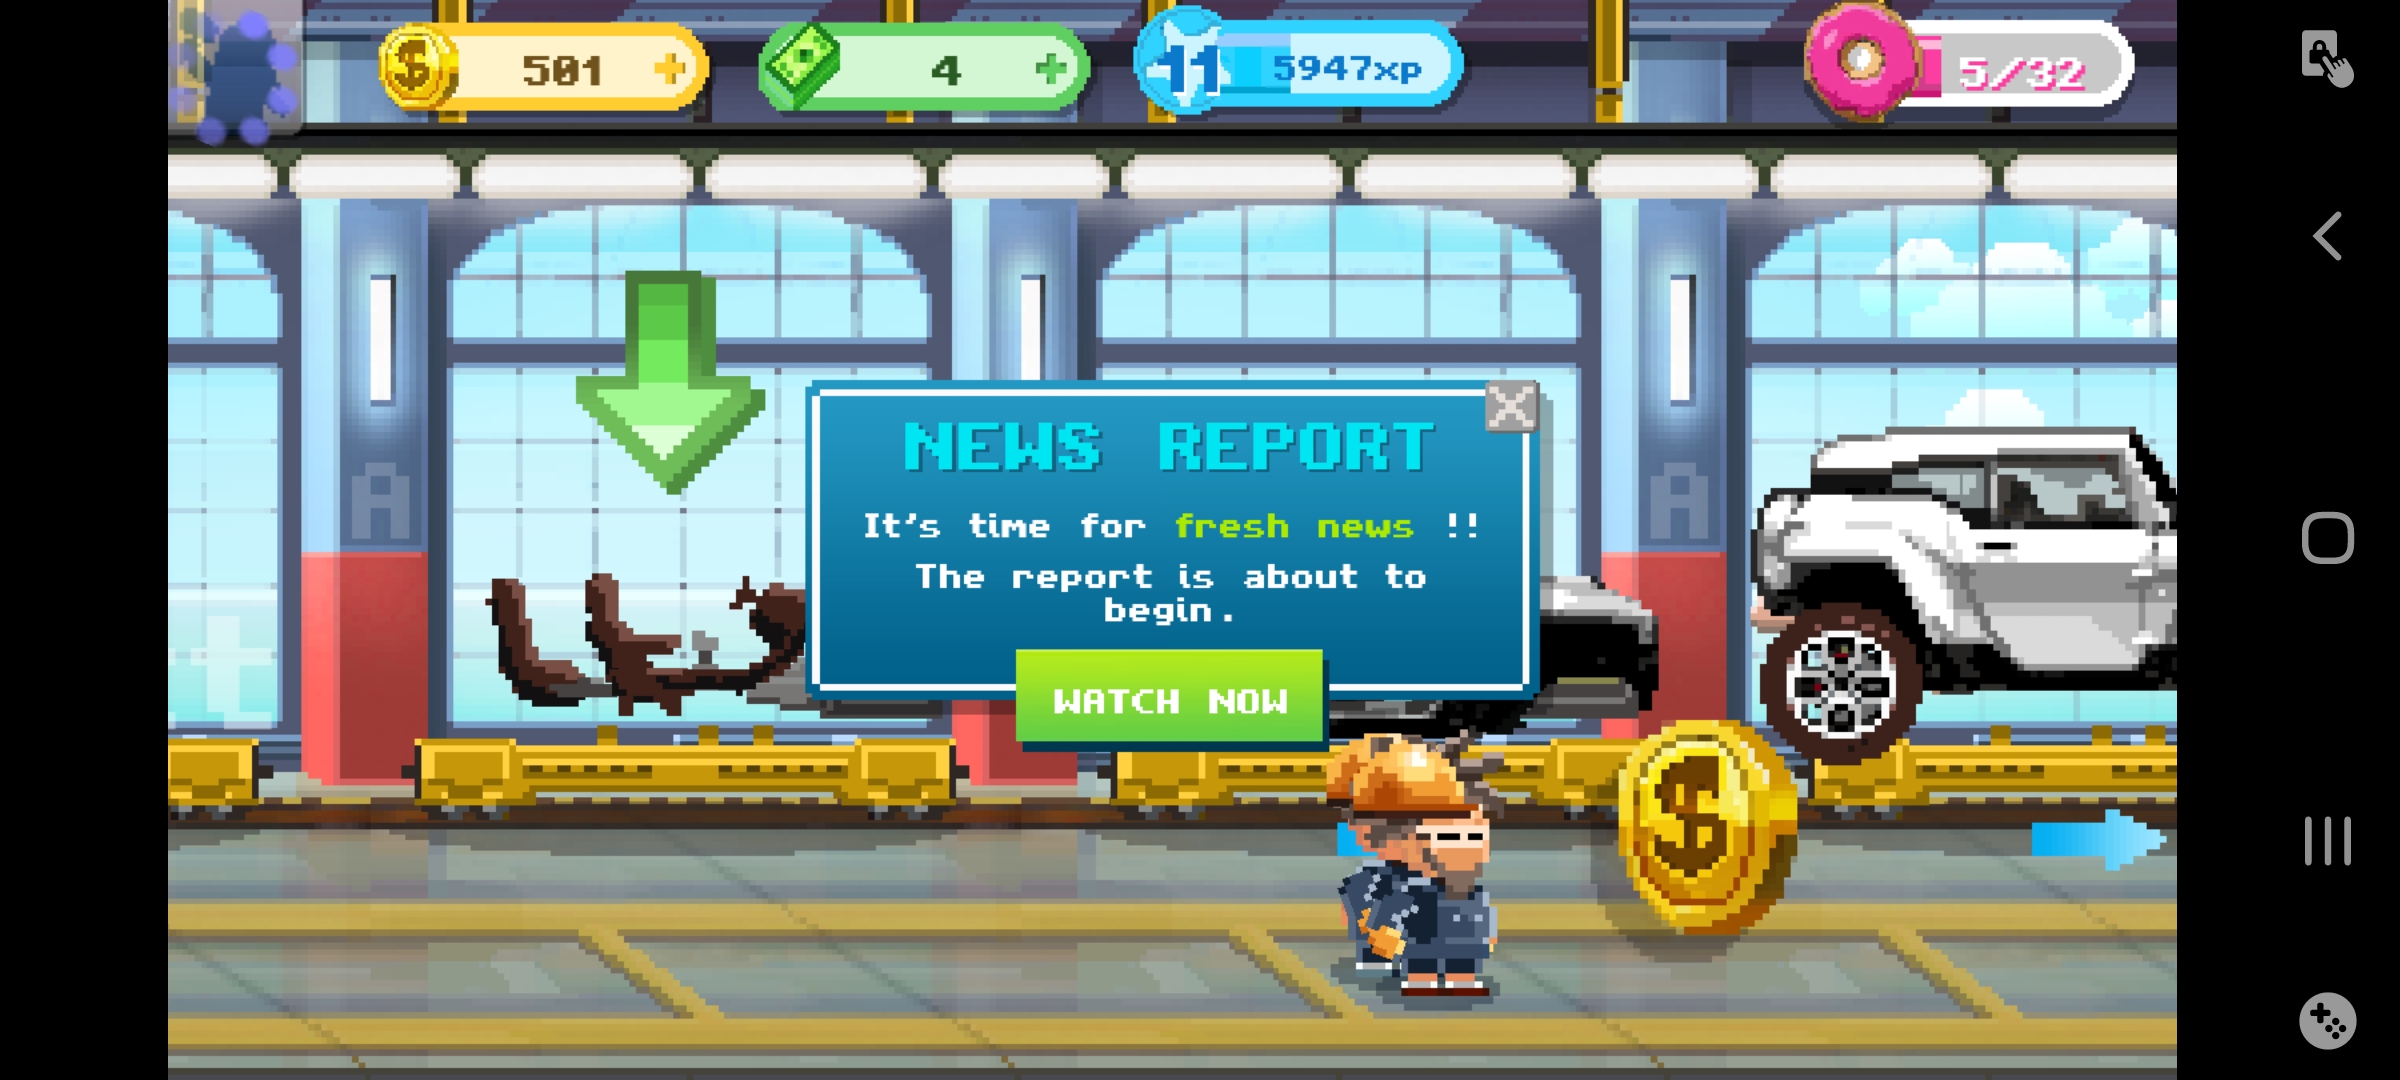 501
4
11
5947xp
5/32
NEWS REPORT
It's time for fresh news !!
The report is about to
begin.
WATCH NOW
A
A
t